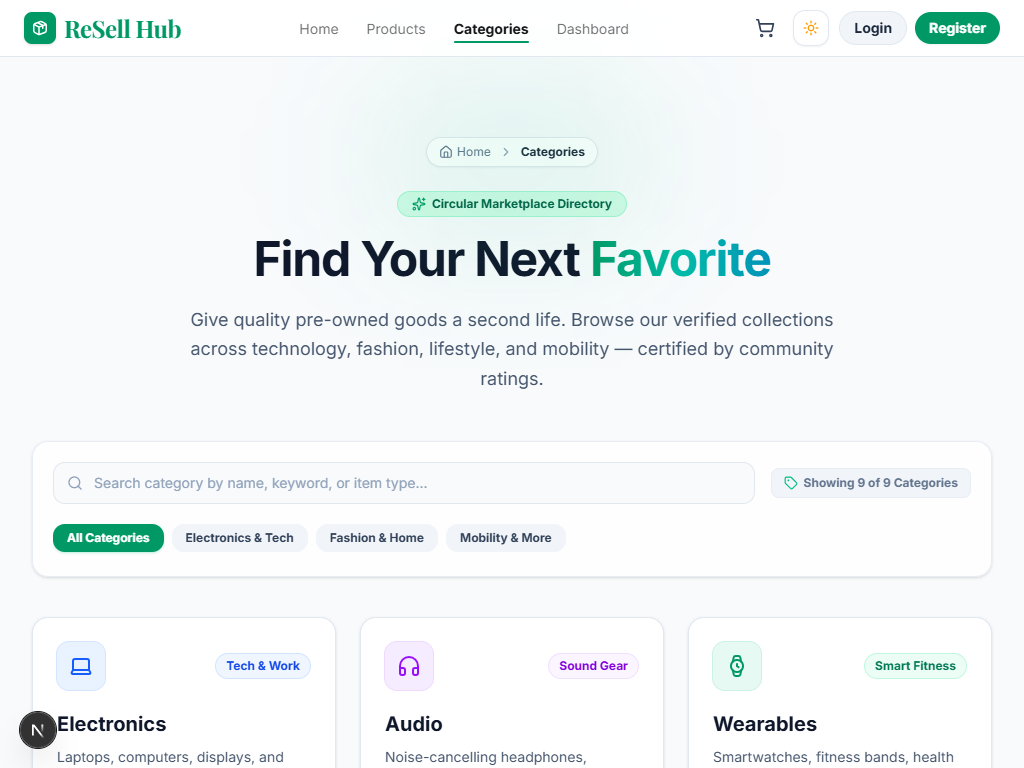 ReSell Hub
Home Products Categories Dashboard
Login Register
Home > Categories
Circular Marketplace Directory
Find Your Next Favorite
Give quality pre-owned goods a second life. Browse our verified collections
across technology, fashion, lifestyle, and mobility — certified by community
ratings.
Search category by name, keyword, or item type...
Showing 9 of 9 Categories
All Categories Electronics & Tech Fashion & Home Mobility & More
Tech & Work
Electronics
Laptops, computers, displays, and
Sound Gear
Audio
Noise-cancelling headphones,
Smart Fitness
Wearables
Smartwatches, fitness bands, health
N